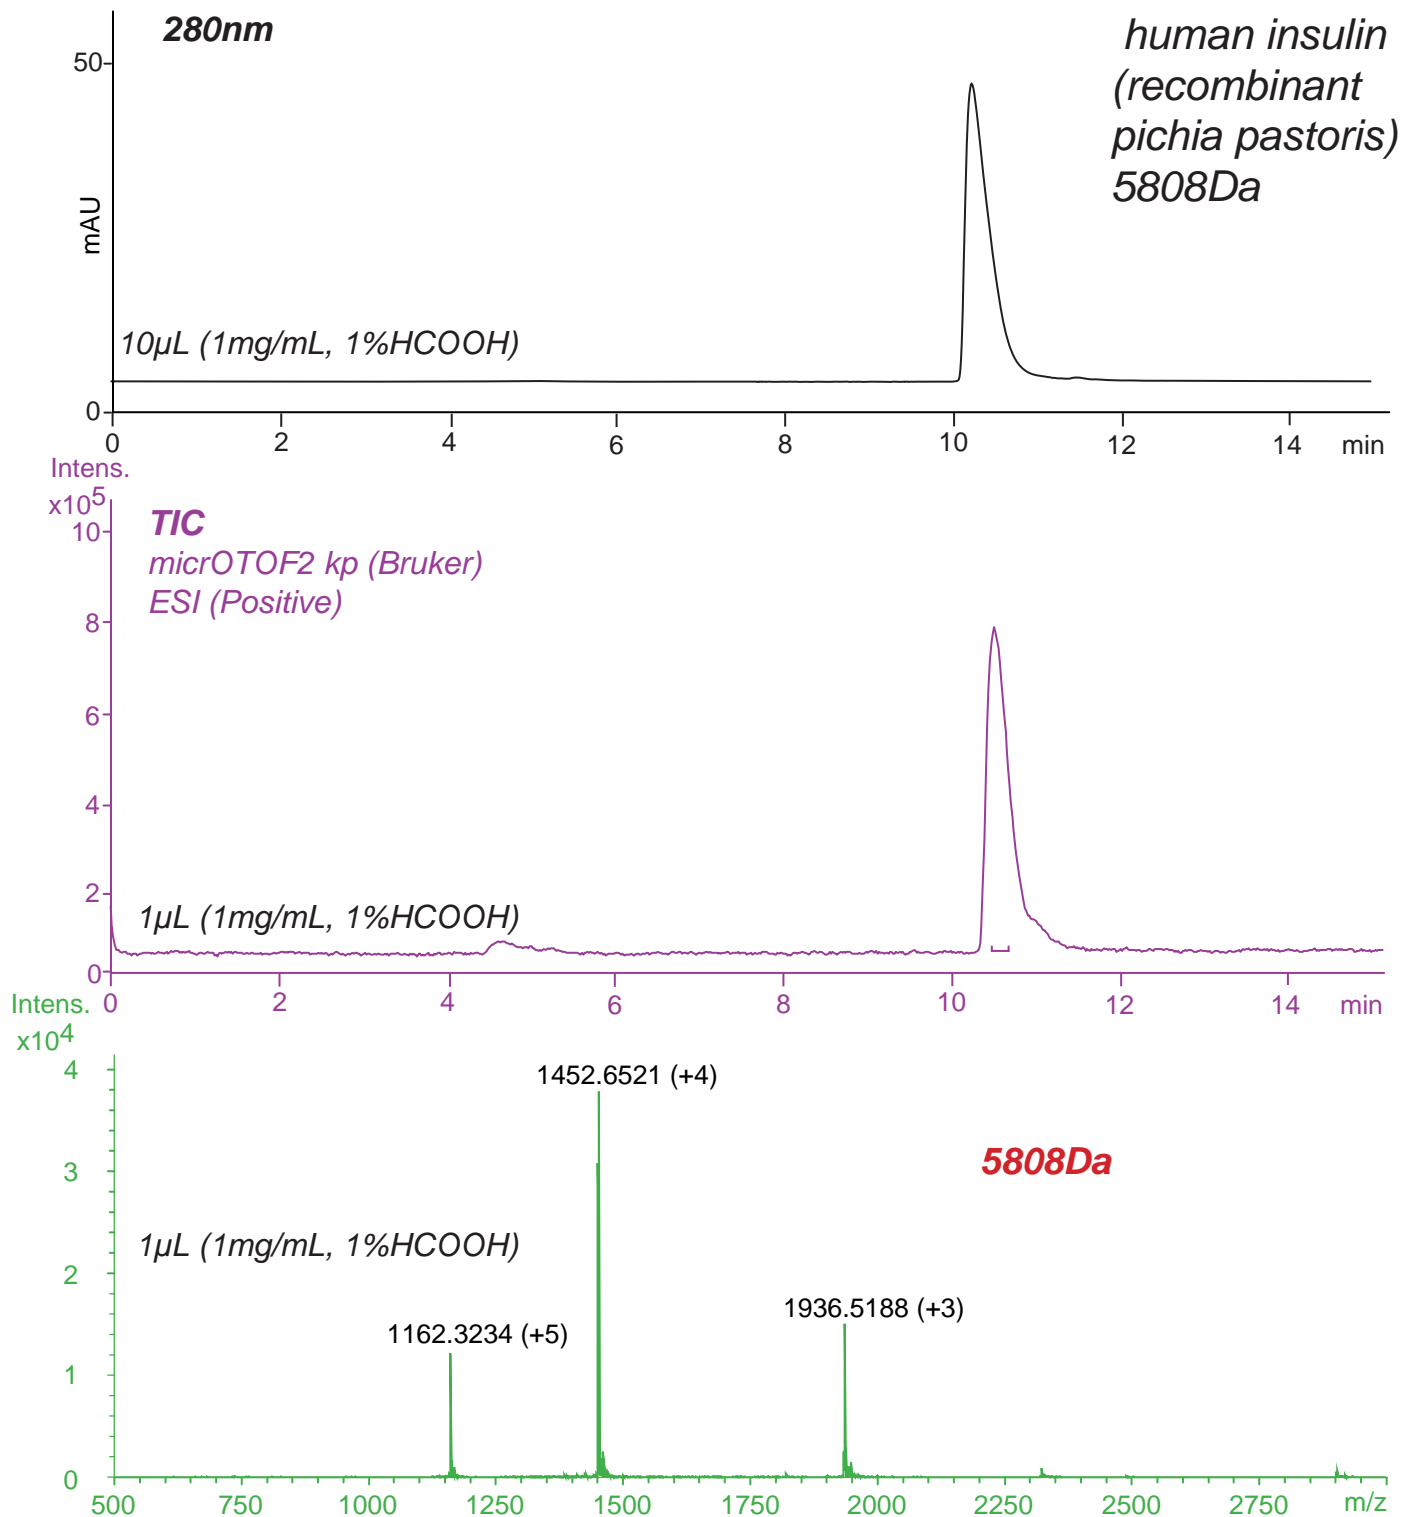 280nm
human insulin
(recombinant
pichia pastoris)
5808Da
50
mAU
10µL (1mg/mL, 1%HCOOH)
0
0 2 4 6 8 10 12 14 min
Intens.
x10⁵
TIC
micrOTOF2 kp (Bruker)
ESI (Positive)
10
8
6
4
2
1µL (1mg/mL, 1%HCOOH)
0
0 2 4 6 8 10 12 14 min
Intens.
x10⁴
4
1452.6521 (+4)
5808Da
3
1µL (1mg/mL, 1%HCOOH)
2
1936.5188 (+3)
1162.3234 (+5)
1
0
500 750 1000 1250 1500 1750 2000 2250 2500 2750 m/z